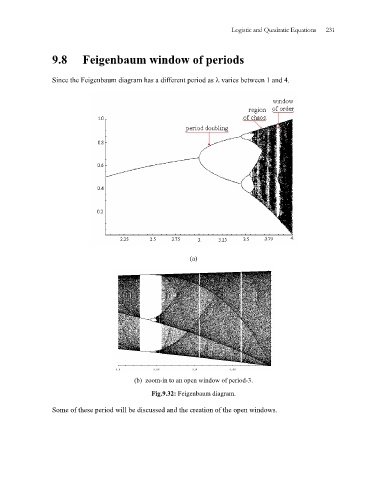 Logistic and Quadratic Equations 231
9.8 Feigenbaum window of periods
Since the Feigenbaum diagram has a different period as λ varies between 1 and 4.
window
region of order
of chaos
period doubling
1.0
0.8
0.6
0.4
0.2
2.25 2.5 2.75 3 3.25 3.5 3.75 4
(a)
(b) zoom-in to an open window of period-3.
Fig.9.32: Feigenbaum diagram.
Some of these period will be discussed and the creation of the open windows.